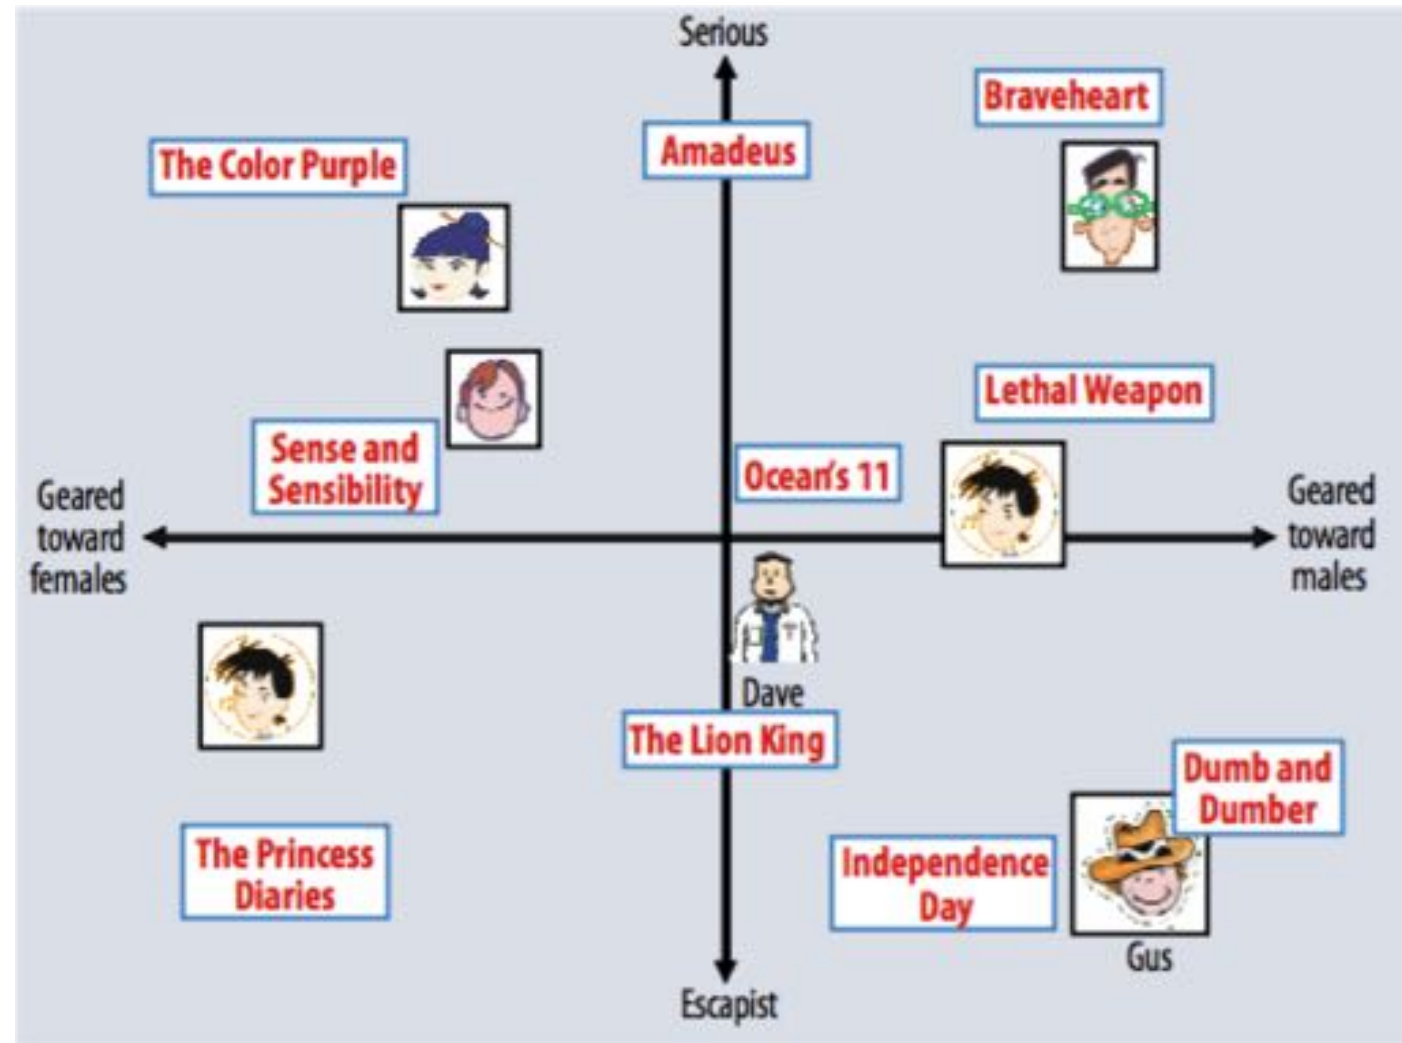 Serious
Braveheart
Amadeus
The Color Purple
Lethal Weapon
Sense and
Sensibility
Ocean's 11
Geared
toward
females
Geared
toward
males
Dave
The Lion King
Dumb and
Dumber
The Princess
Diaries
Independence
Day
Gus
Escapist